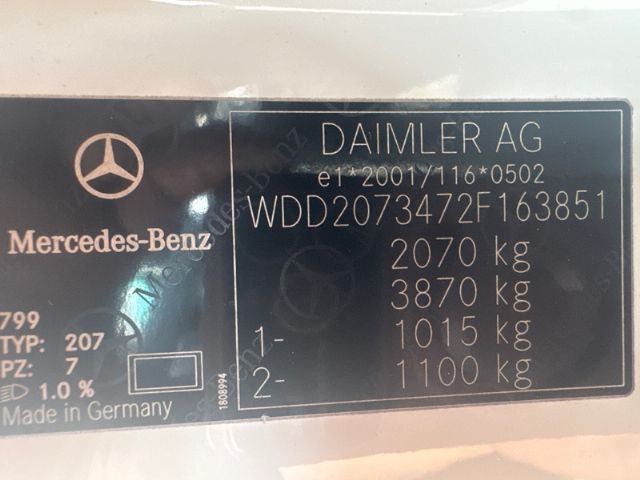 DAIMLER AG
e1*2001/116*0502
WDD2073472F163851
2070 kg
3870 kg
1- 1015 kg
2- 1100 kg
Mercedes-Benz
799
TYP: 207
PZ: 7
1.0 %
Made in Germany
1808994